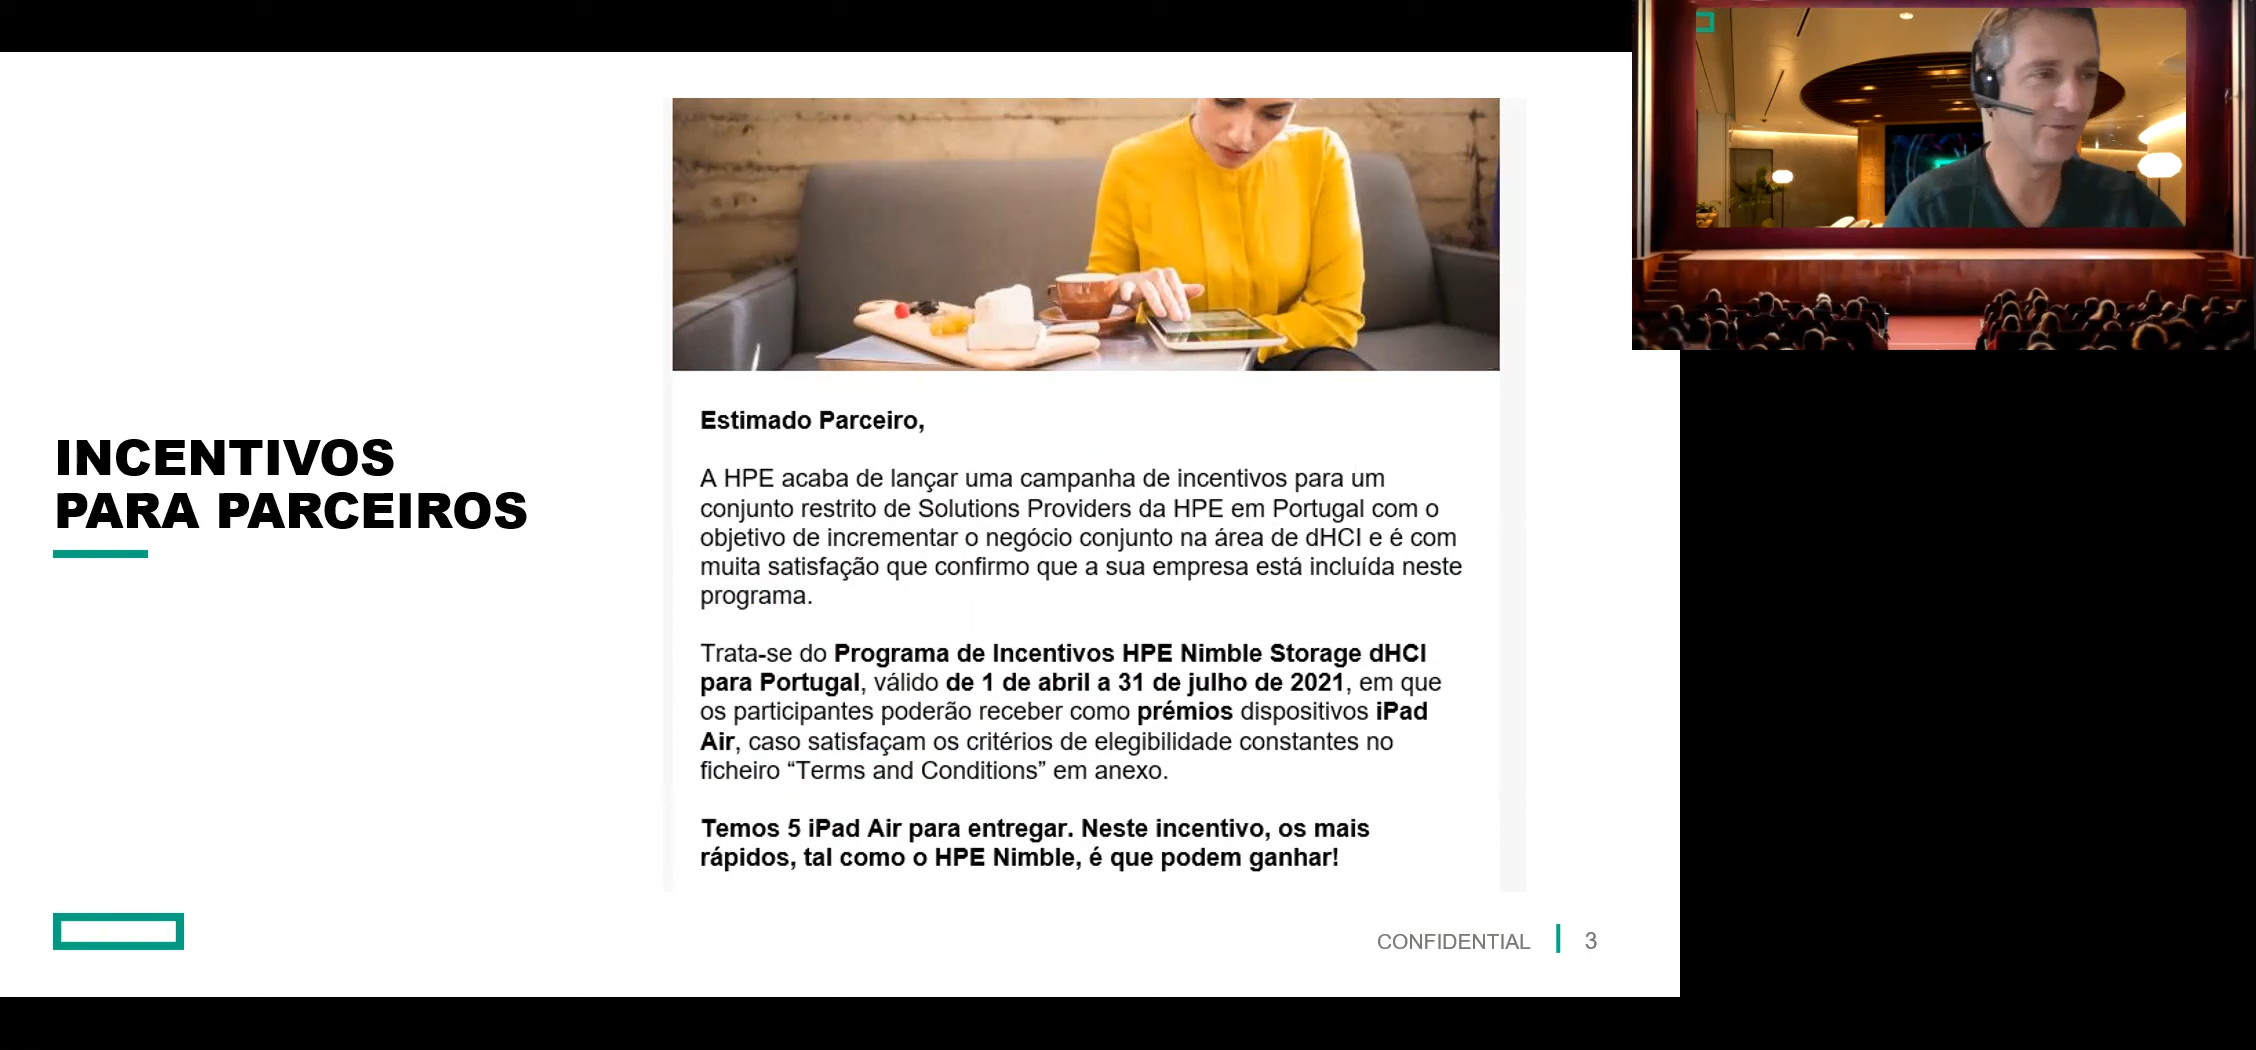 INCENTIVOS
PARA PARCEIROS
Estimado Parceiro,
A HPE acaba de lançar uma campanha de incentivos para um
conjunto restrito de Solutions Providers da HPE em Portugal com o
objetivo de incrementar o negócio conjunto na área de dHCI e é com
muita satisfação que confirmo que a sua empresa está incluída neste
programa.
Trata-se do Programa de Incentivos HPE Nimble Storage dHCI
para Portugal, válido de 1 de abril a 31 de julho de 2021, em que
os participantes poderão receber como prémios dispositivos iPad
Air, caso satisfaçam os critérios de elegibilidade constantes no
ficheiro “Terms and Conditions” em anexo.
Temos 5 iPad Air para entregar. Neste incentivo, os mais
rápidos, tal como o HPE Nimble, é que podem ganhar!
CONFIDENTIAL 3